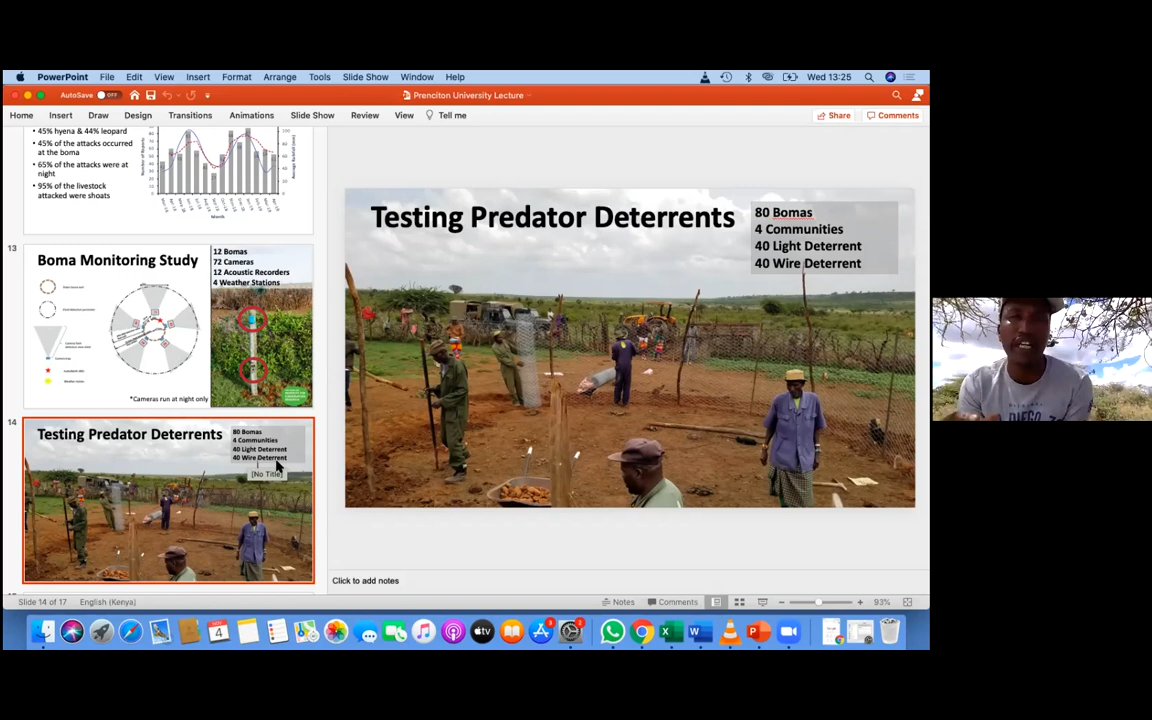 PowerPoint File Edit View Insert Format Arrange Tools Slide Show Window Help Wed 13:25
AutoSave OFF Prenciton University Lecture
Home Insert Draw Design Transitions Animations Slide Show Review View Tell me Share Comments
• 45% hyena & 44% leopard
• 45% of the attacks occurred
at the boma
• 65% of the attacks were at
night
• 95% of the livestock
attacked were shoats
Month
13
Boma Monitoring Study
12 Bomas
72 Cameras
12 Acoustic Recorders
4 Weather Stations
*Cameras run at night only
14
Testing Predator Deterrents
80 Bomas
4 Communities
40 Light Deterrent
40 Wire Deterrent
[No Title]
Testing Predator Deterrents
80 Bomas
4 Communities
40 Light Deterrent
40 Wire Deterrent
DIEGO
Click to add notes
Slide 14 of 17 English (Kenya) Notes Comments 93%